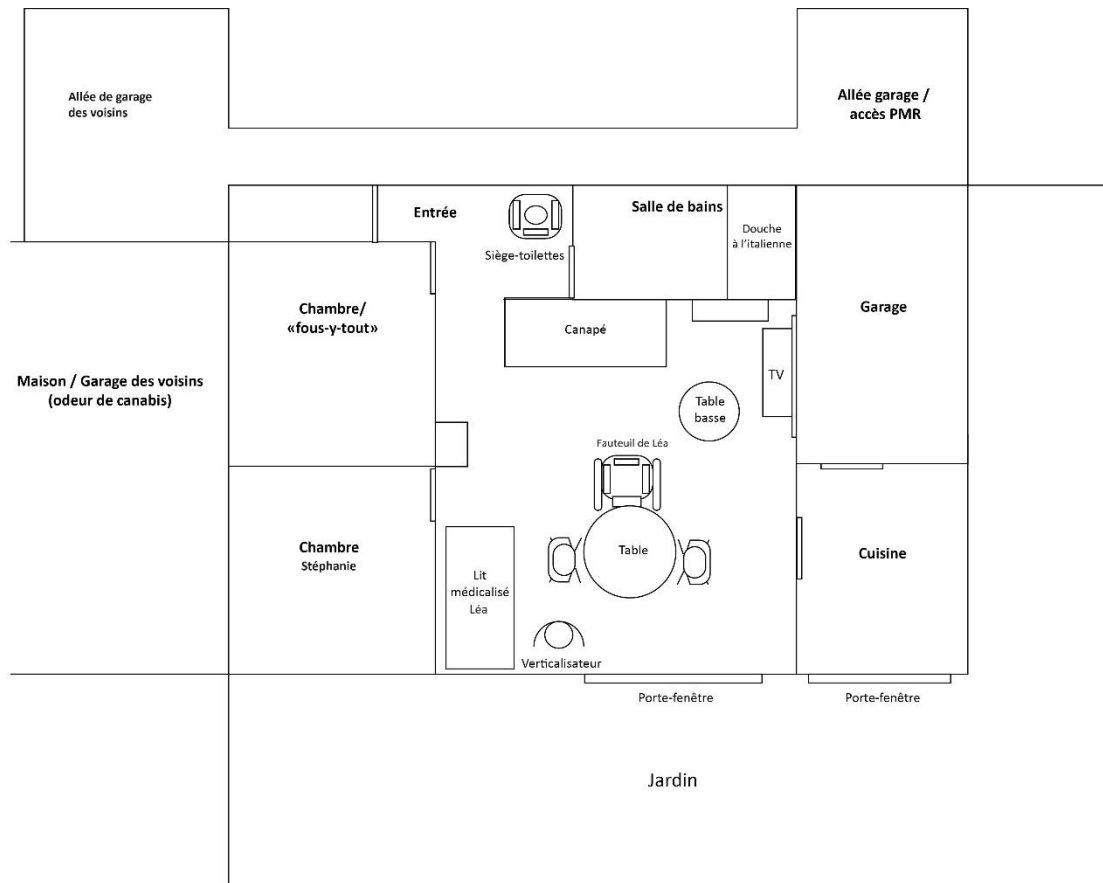 Allée de garage
des voisins
Allée garage /
accès PMR
Entrée
Siège-toilettes
Salle de bains
Douche
à l’italienne
Chambre/
«fous-y-tout»
Canapé
Garage
TV
Maison / Garage des voisins
(odeur de canabis)
Table
basse
Fauteuil de Léa
Chambre
Stéphanie
Table
Cuisine
Lit
médicalisé
Léa
Verticalisateur
Porte-fenêtre
Porte-fenêtre
Jardin